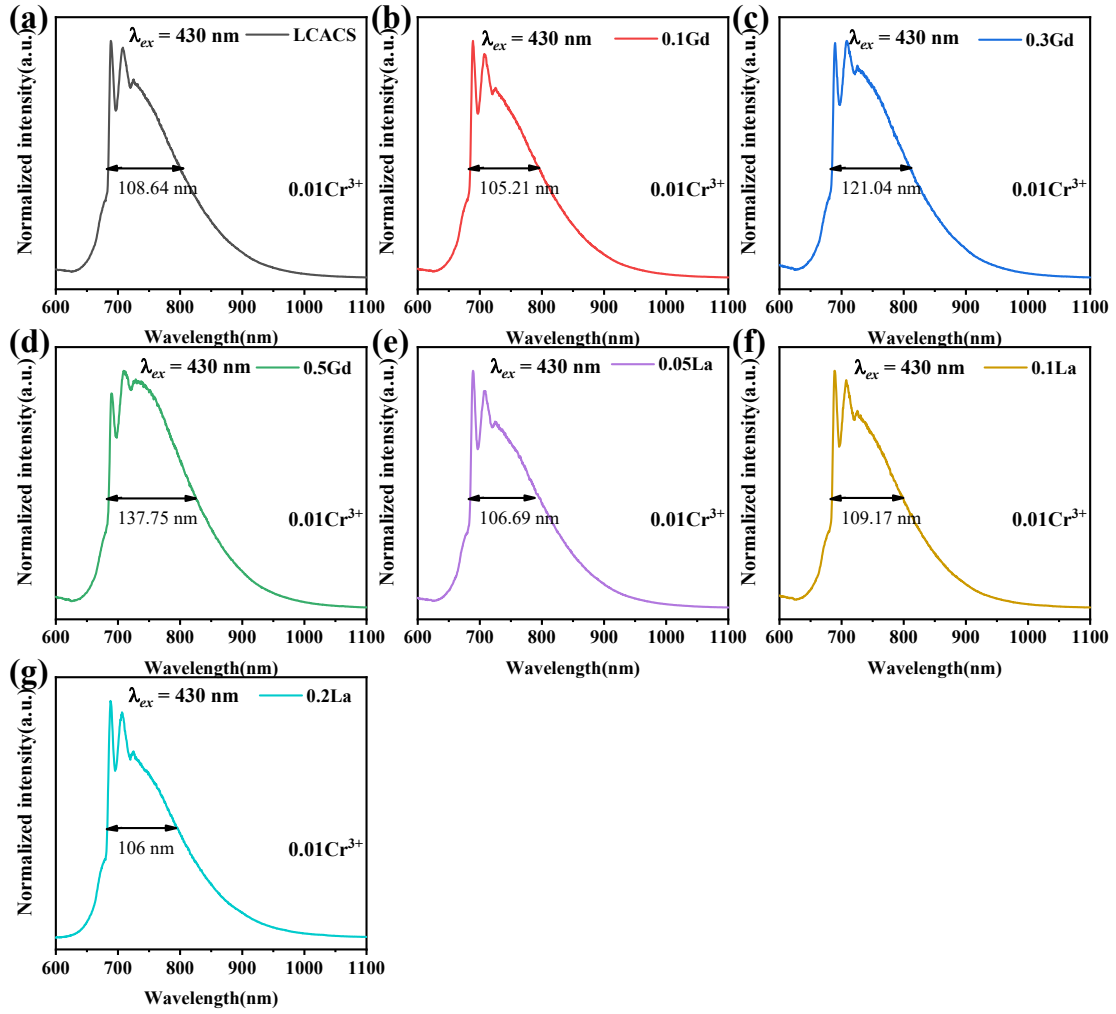 (a)
λex = 430 nm
LCACS
108.64 nm
0.01Cr³⁺
Normalized intensity(a.u.)
600 700 800 900 1000 1100
Wavelength(nm)
(b)
λex = 430 nm
0.1Gd
105.21 nm
0.01Cr³⁺
Normalized intensity(a.u.)
600 700 800 900 1000 1100
Wavelength(nm)
(c)
λex = 430 nm
0.3Gd
121.04 nm
0.01Cr³⁺
Normalized intensity(a.u.)
600 700 800 900 1000 1100
Wavelength(nm)
(d)
λex = 430 nm
0.5Gd
137.75 nm
0.01Cr³⁺
Normalized intensity(a.u.)
600 700 800 900 1000 1100
Wavelength(nm)
(e)
λex = 430 nm
0.05La
106.69 nm
0.01Cr³⁺
Normalized intensity(a.u.)
600 700 800 900 1000 1100
Wavelength(nm)
(f)
λex = 430 nm
0.1La
109.17 nm
0.01Cr³⁺
Normalized intensity(a.u.)
600 700 800 900 1000 1100
Wavelength(nm)
(g)
λex = 430 nm
0.2La
106 nm
0.01Cr³⁺
Normalized intensity(a.u.)
600 700 800 900 1000 1100
Wavelength(nm)